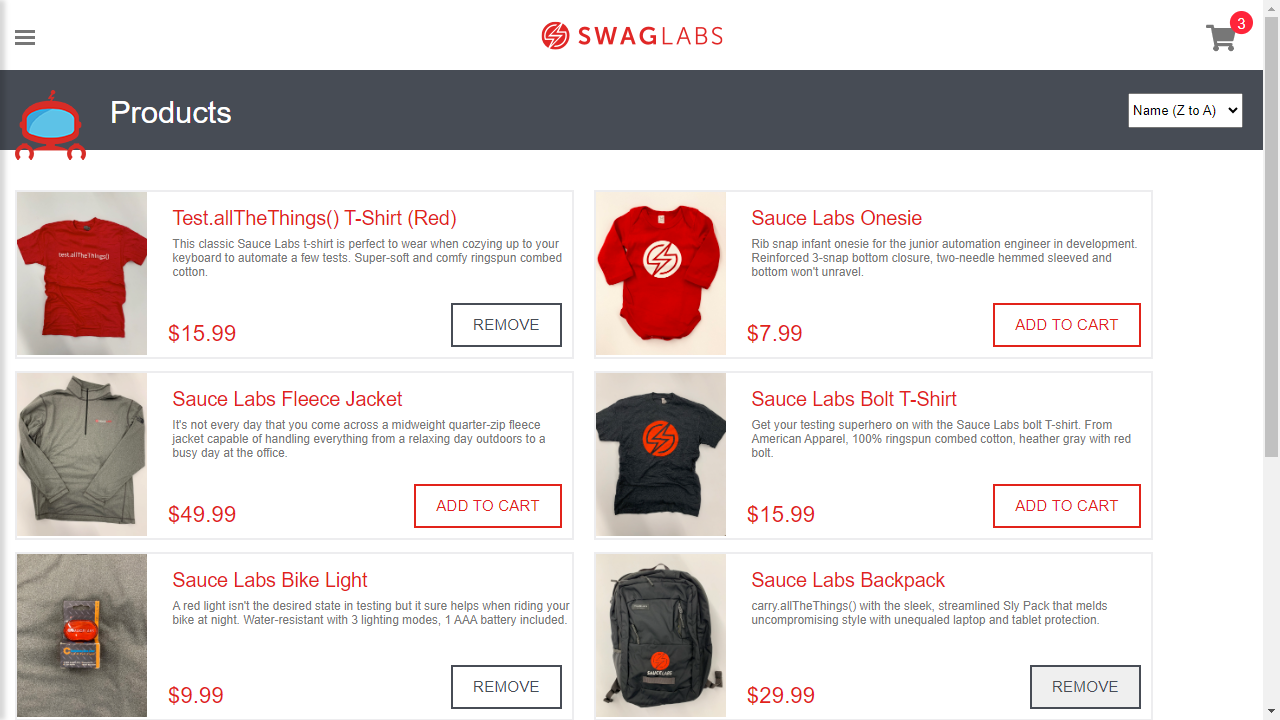 SWAGLABS
3
Products
Name (Z to A)
test.allTheThings()
Test.allTheThings() T-Shirt (Red)
This classic Sauce Labs t-shirt is perfect to wear when cozying up to your
keyboard to automate a few tests. Super-soft and comfy ringspun combed
cotton.
$15.99
REMOVE
Sauce Labs Onesie
Rib snap infant onesie for the junior automation engineer in development.
Reinforced 3-snap bottom closure, two-needle hemmed sleeved and
bottom won't unravel.
$7.99
ADD TO CART
Sauce Labs Fleece Jacket
It's not every day that you come across a midweight quarter-zip fleece
jacket capable of handling everything from a relaxing day outdoors to a
busy day at the office.
$49.99
ADD TO CART
Sauce Labs Bolt T-Shirt
Get your testing superhero on with the Sauce Labs bolt T-shirt. From
American Apparel, 100% ringspun combed cotton, heather gray with red
bolt.
$15.99
ADD TO CART
Sauce Labs Bike Light
A red light isn't the desired state in testing but it sure helps when riding your
bike at night. Water-resistant with 3 lighting modes, 1 AAA battery included.
$9.99
REMOVE
SAUCELABS
Sauce Labs Backpack
carry.allTheThings() with the sleek, streamlined Sly Pack that melds
uncompromising style with unequaled laptop and tablet protection.
$29.99
REMOVE